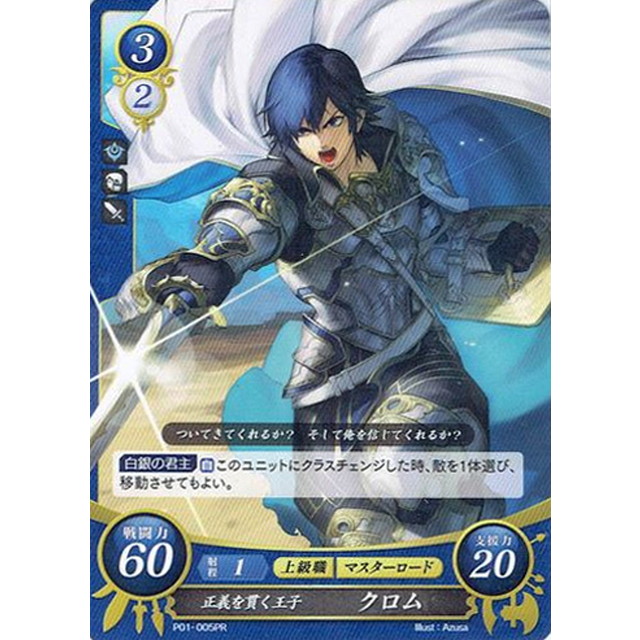 3
2
ついてきてくれるか? そして俺を信じてくれるか?
白銀の君主 自 このユニットにクラスチェンジした時、敵を1体選び、
移動させてもよい。
戦闘力
60
射程 1
上級職 マスターロード
支援力
20
正義を貫く王子 クロム
P01-005PR
Illust:Azusa